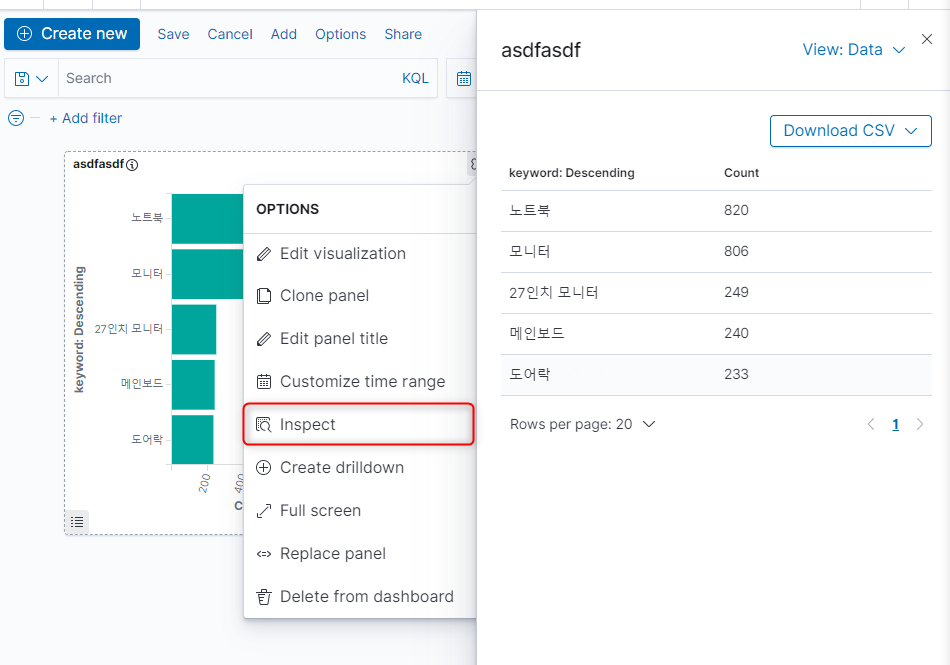 Create new Save Cancel Add Options Share
Search KQL
+ Add filter
asdfasdf
keyword: Descending
노트북
모니터
27인치 모니터
메인보드
도어락
200
400
C
OPTIONS
Edit visualization
Clone panel
Edit panel title
Customize time range
Inspect
Create drilldown
Full screen
Replace panel
Delete from dashboard
asdfasdf View: Data
Download CSV
keyword: Descending Count
노트북 820
모니터 806
27인치 모니터 249
메인보드 240
도어락 233
Rows per page: 20 1